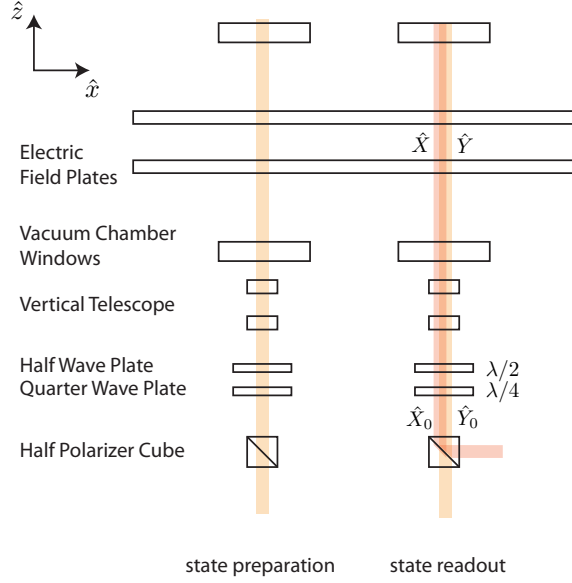 ẑ
x̂
X̂ Ŷ
Electric
Field Plates
Vacuum Chamber
Windows
Vertical Telescope
Half Wave Plate λ/2
Quarter Wave Plate λ/4
X̂₀ Ŷ₀
Half Polarizer Cube
state preparation state readout